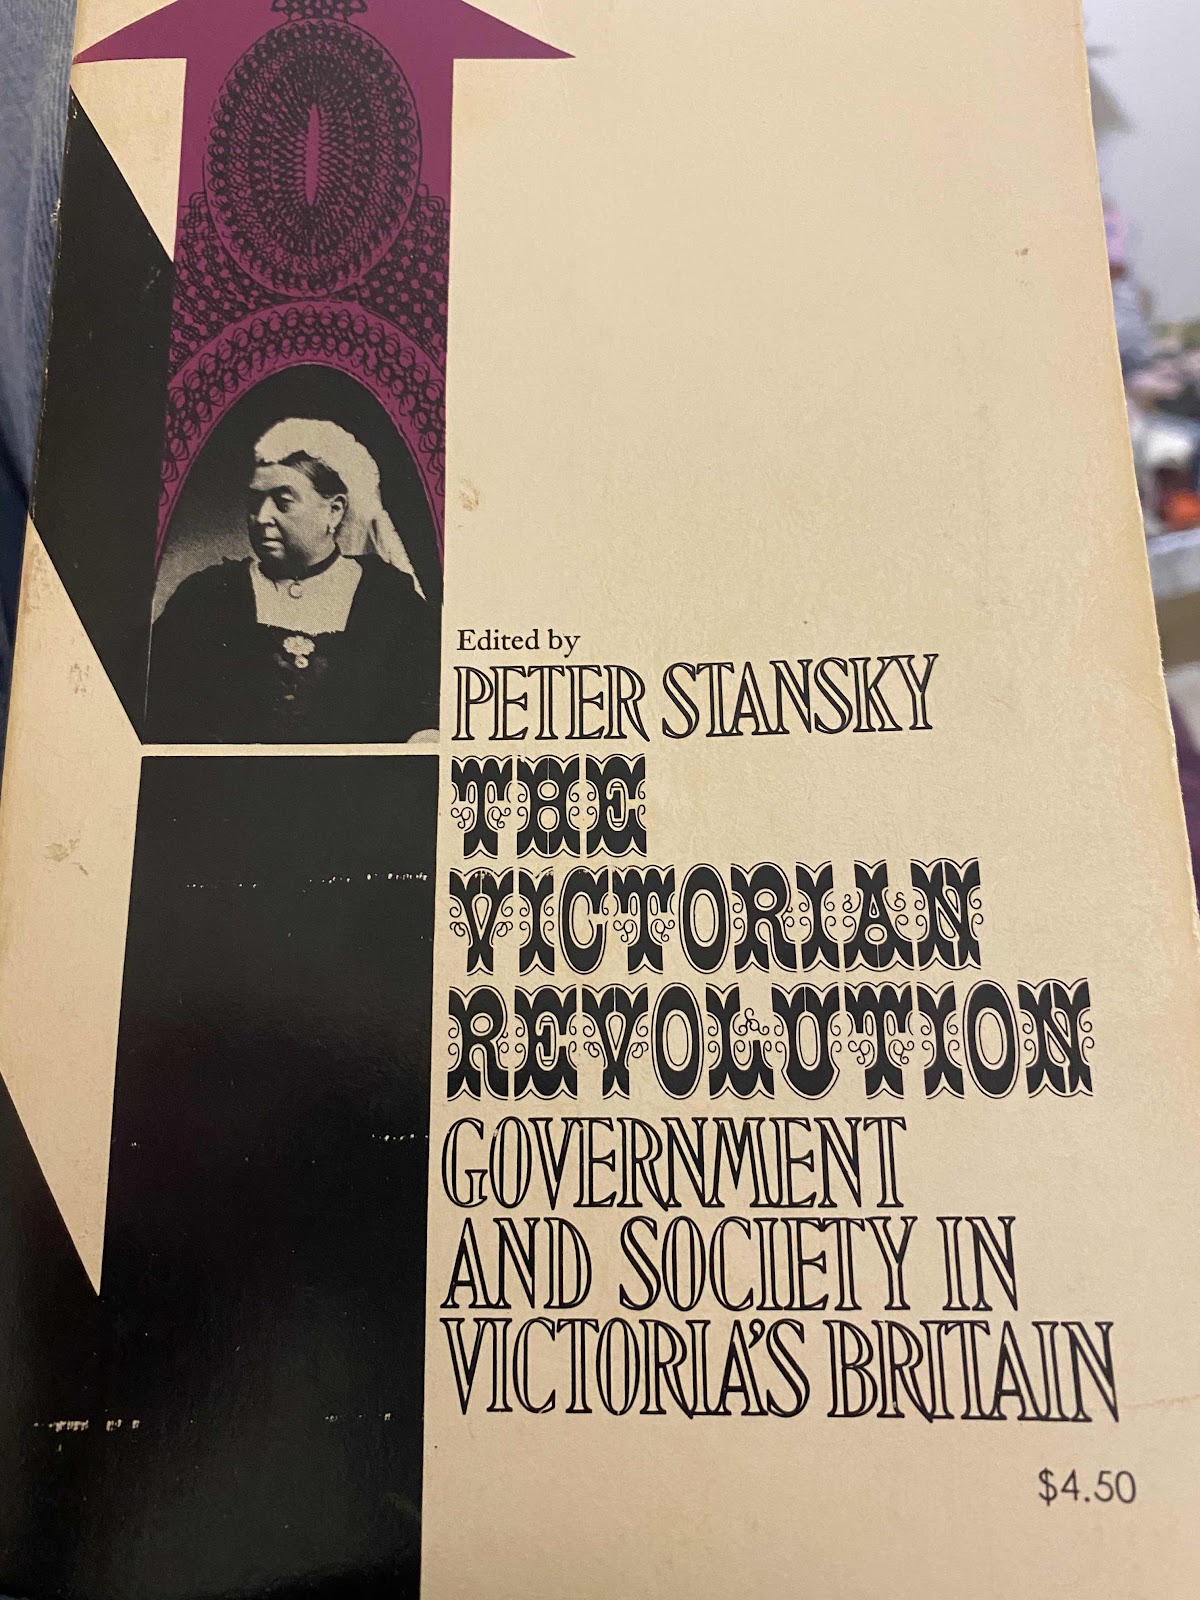 Edited by
PETER STANSKY
THE
VICTORIAN
REVOLUTION
GOVERNMENT
AND SOCIETY IN
VICTORIA'S BRITAIN
$4.50